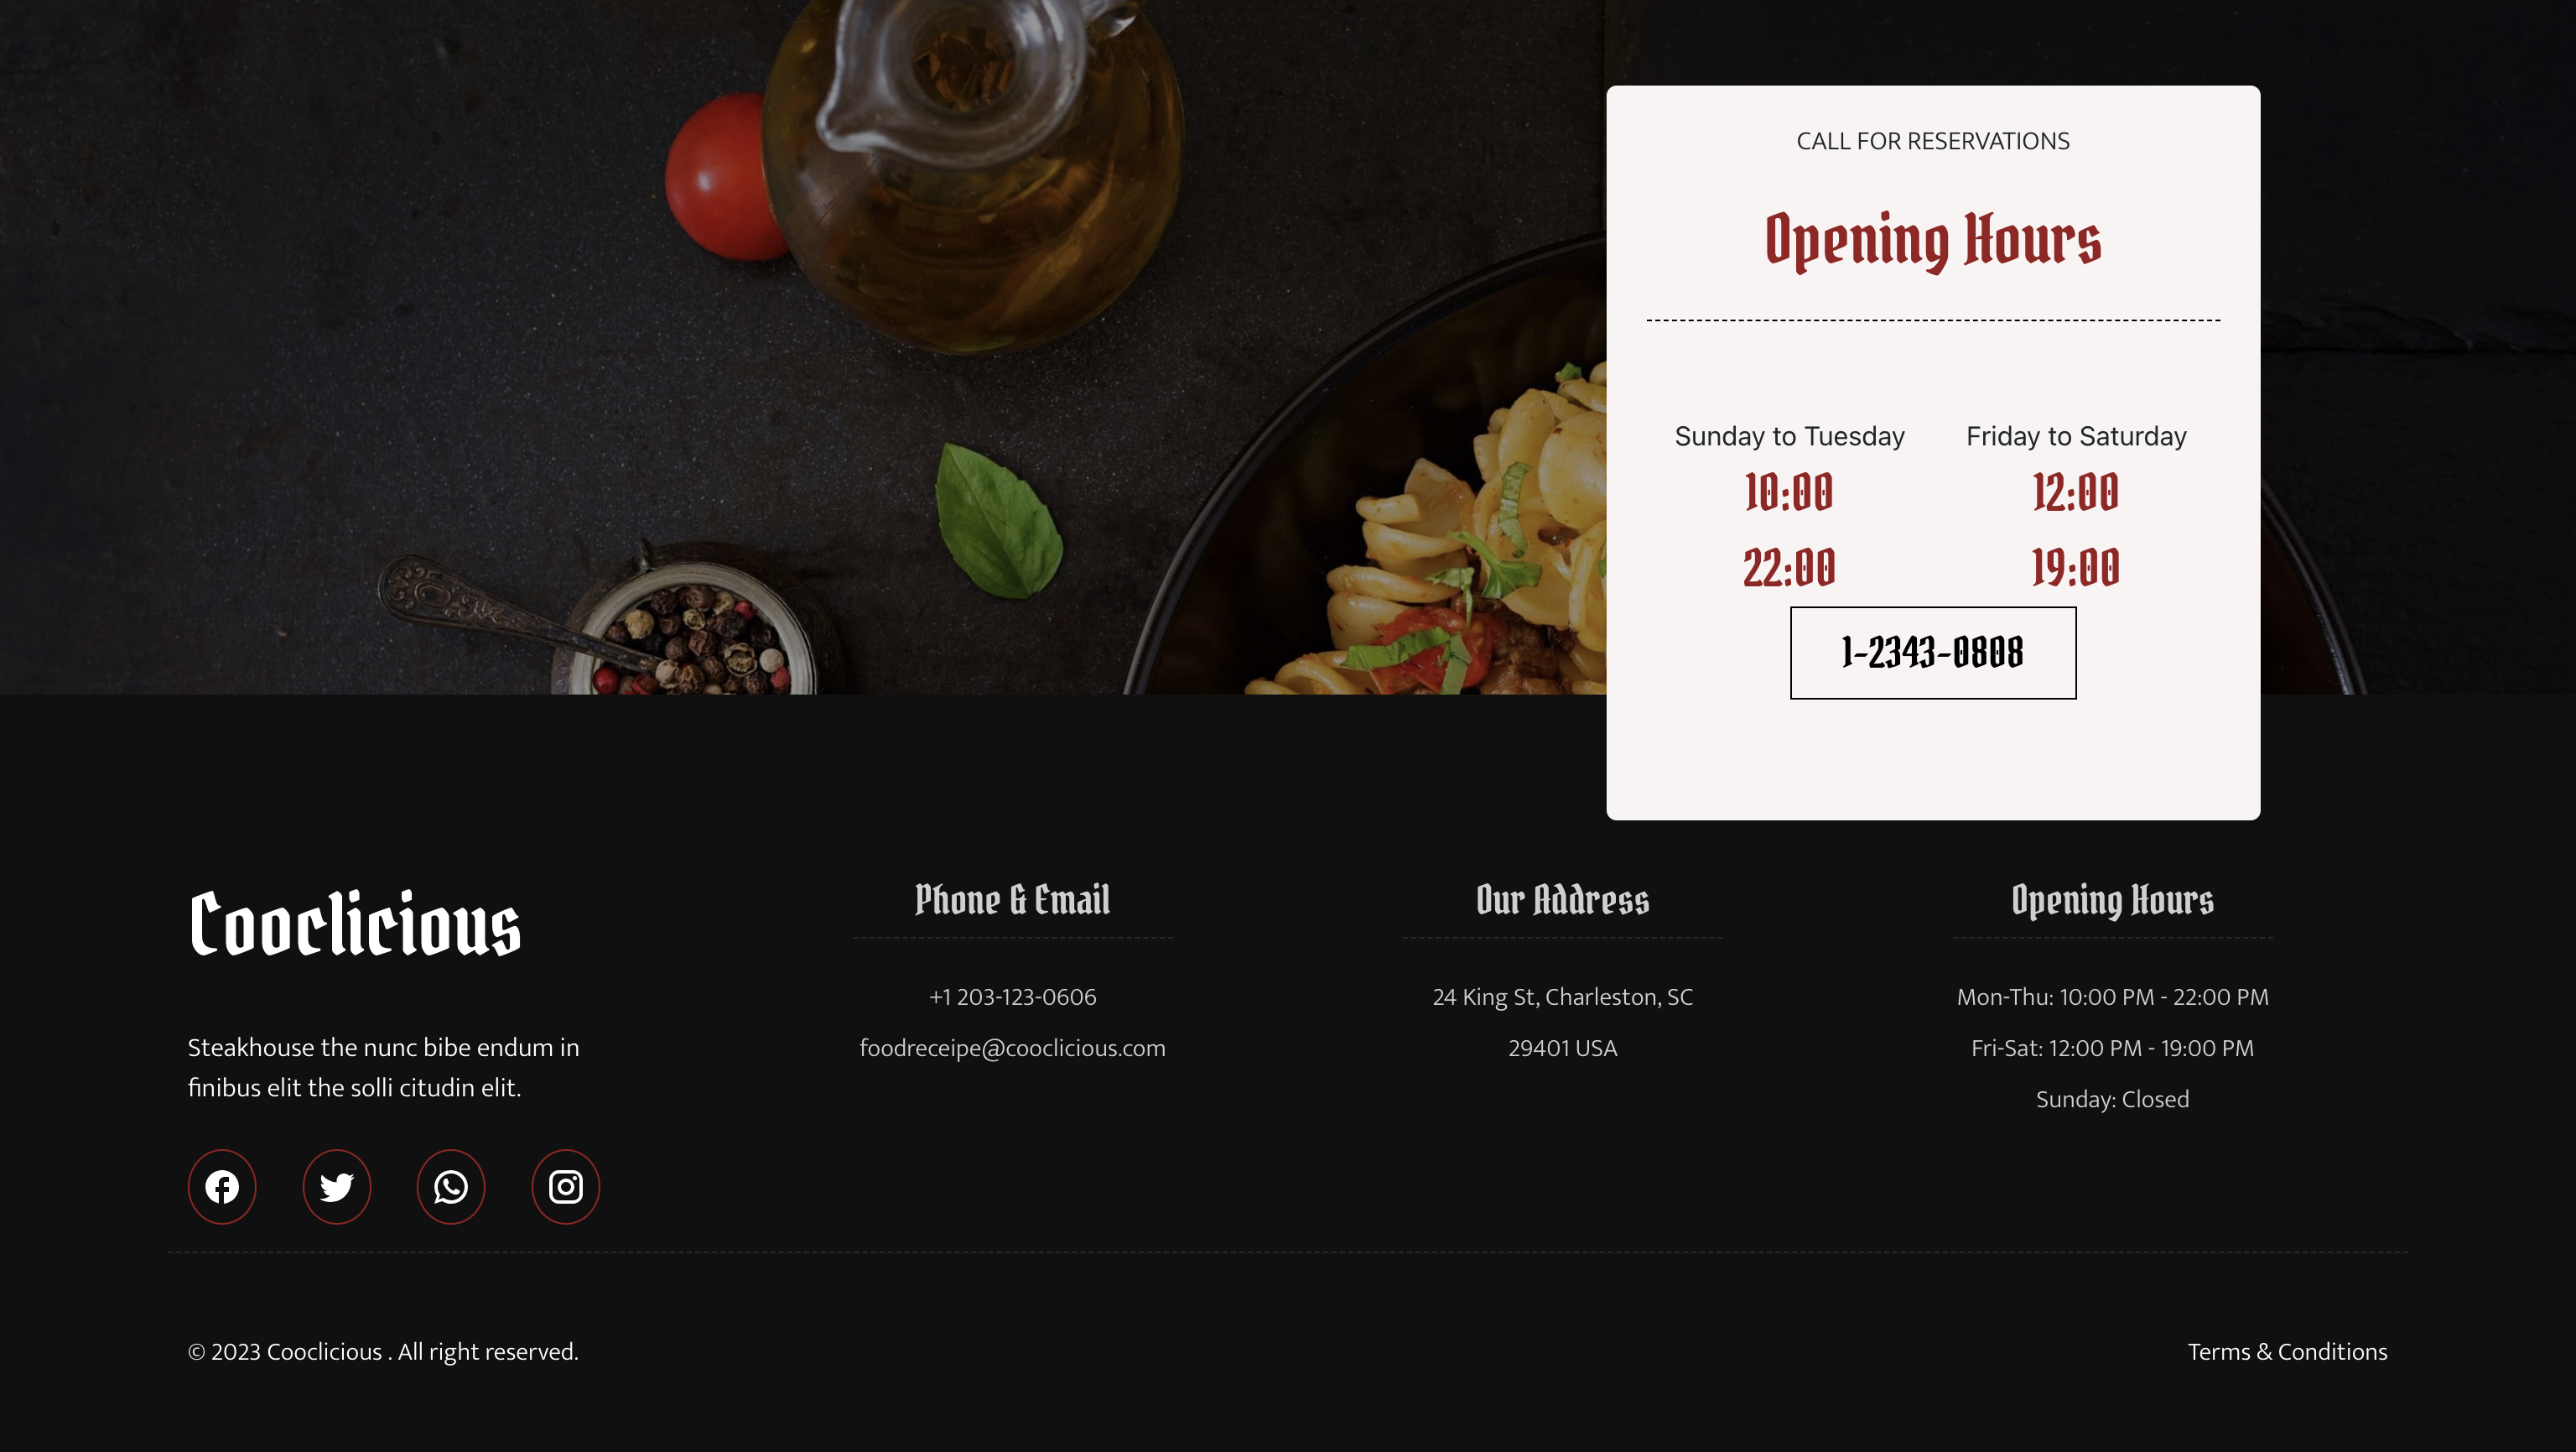 CALL FOR RESERVATIONS
Opening Hours
Sunday to Tuesday
10:00
22:00
Friday to Saturday
12:00
19:00
1-2343-0808
Cooclicious
Steakhouse the nunc bibe endum in
finibus elit the solli citudin elit.
Phone & Email
+1 203-123-0606
foodreceipe@cooclicious.com
Our Address
24 King St, Charleston, SC
29401 USA
Opening Hours
Mon-Thu: 10:00 PM - 22:00 PM
Fri-Sat: 12:00 PM - 19:00 PM
Sunday: Closed
© 2023 Cooclicious . All right reserved.
Terms & Conditions